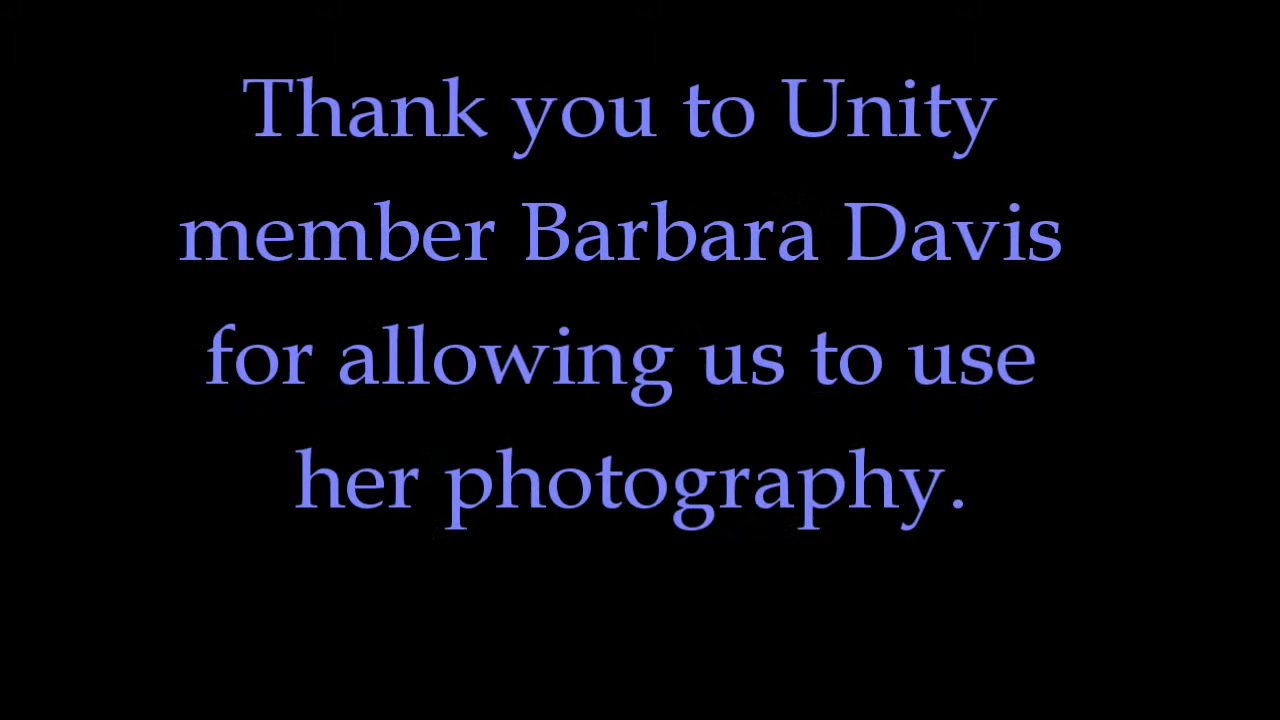 Thank you to Unity
member Barbara Davis
for allowing us to use
her photography.